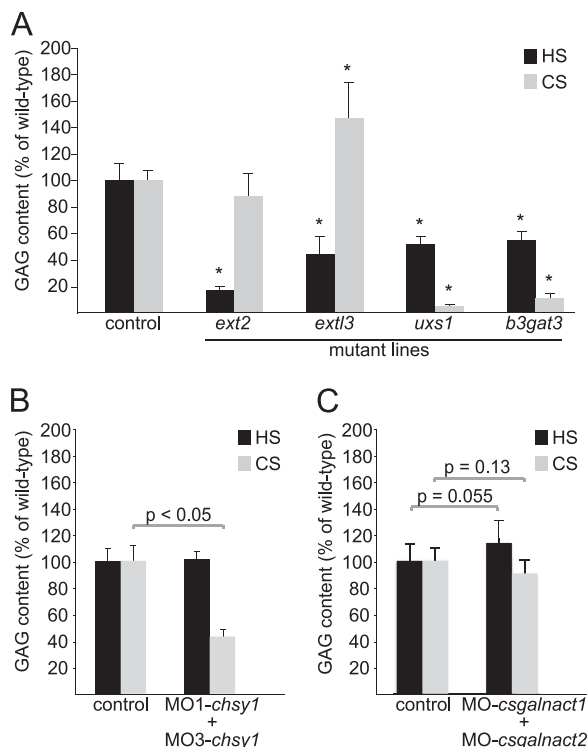 A
GAG content (% of wild-type)
200
180
160
140
120
100
80
60
40
20
HS
CS
*
*
*
*
*
*
*
control
ext2
extl3
uxs1
b3gat3
mutant lines
B
GAG content (% of wild-type)
200
180
160
140
120
100
80
60
40
20
HS
CS
p < 0.05
control
MO1-chsy1
+
MO3-chsy1
C
GAG content (% of wild-type)
200
180
160
140
120
100
80
60
40
20
HS
CS
p = 0.13
p = 0.055
control
MO-csgalnact1
+
MO-csgalnact2